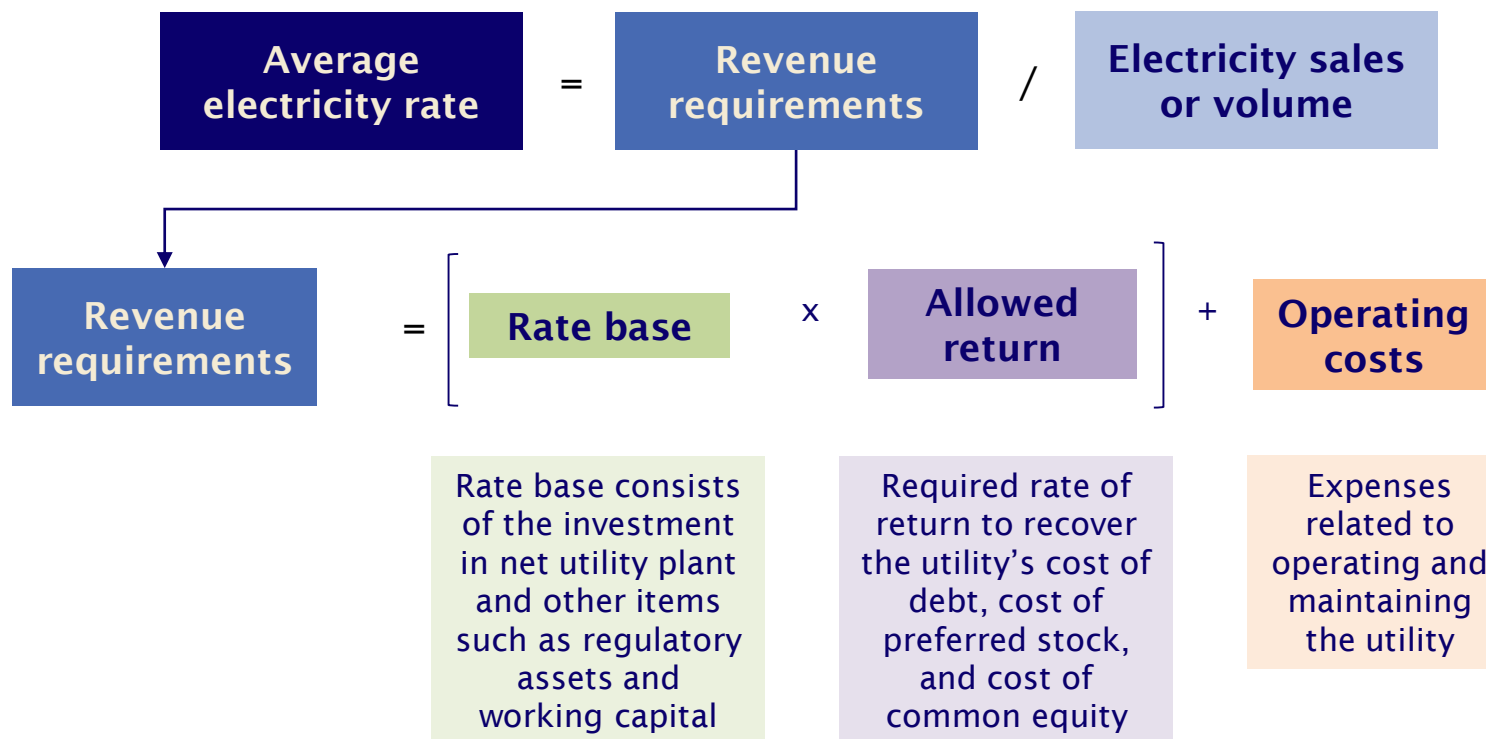 Average
electricity rate
=
Revenue
requirements
/
Electricity sales
or volume
Revenue
requirements
=
Rate base
x
Allowed
return
+
Operating
costs
Rate base consists
of the investment
in net utility plant
and other items
such as regulatory
assets and
working capital
Required rate of
return to recover
the utility’s cost of
debt, cost of
preferred stock,
and cost of
common equity
Expenses
related to
operating and
maintaining
the utility